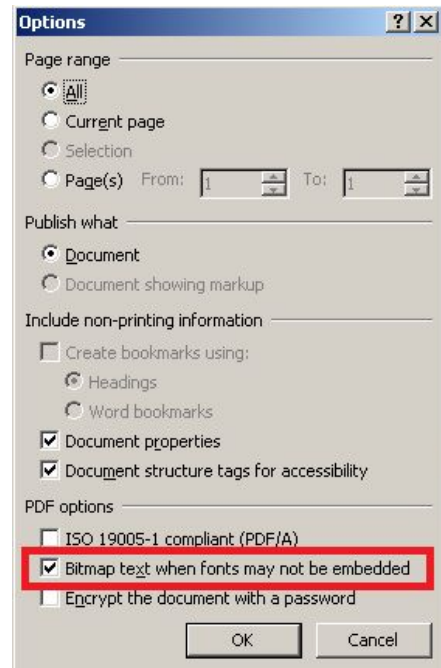 Options
Page range
All
Current page
Selection
Page(s) From: 1 To: 1
Publish what
Document
Document showing markup
Include non-printing information
Create bookmarks using:
Headings
Word bookmarks
Document properties
Document structure tags for accessibility
PDF options
ISO 19005-1 compliant (PDF/A)
Bitmap text when fonts may not be embedded
Encrypt the document with a password
OK Cancel